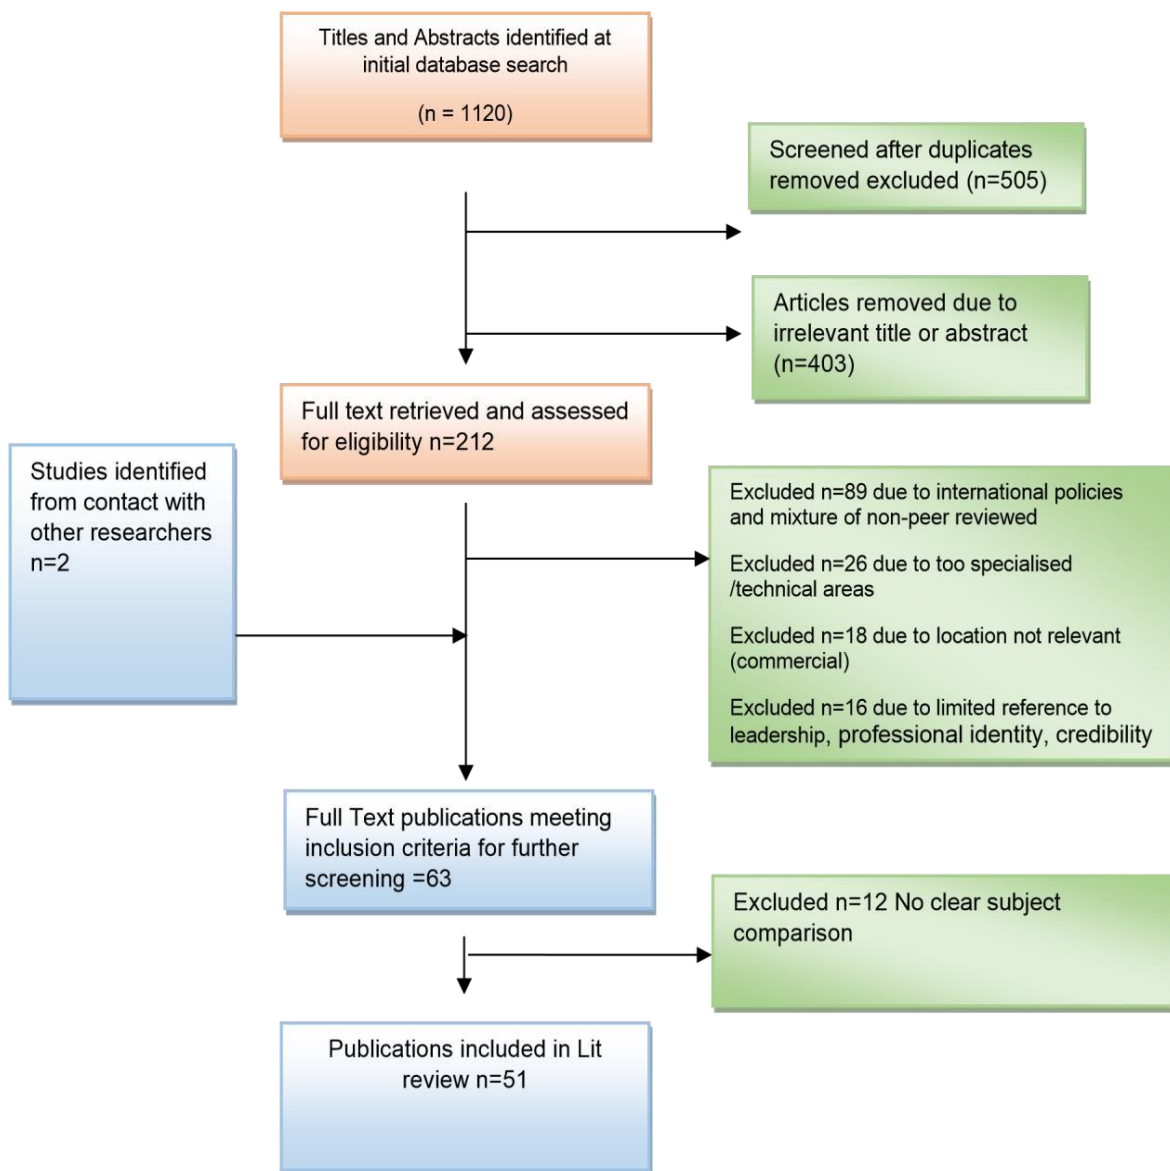 Titles and Abstracts identified at
initial database search
(n = 1120)
Screened after duplicates
removed excluded (n=505)
Articles removed due to
irrelevant title or abstract
(n=403)
Full text retrieved and assessed
for eligibility n=212
Studies identified
from contact with
other researchers
n=2
Excluded n=89 due to international policies
and mixture of non-peer reviewed
Excluded n=26 due to too specialised
/technical areas
Excluded n=18 due to location not relevant
(commercial)
Excluded n=16 due to limited reference to
leadership, professional identity, credibility
Full Text publications meeting
inclusion criteria for further
screening =63
Excluded n=12 No clear subject
comparison
Publications included in Lit
review n=51